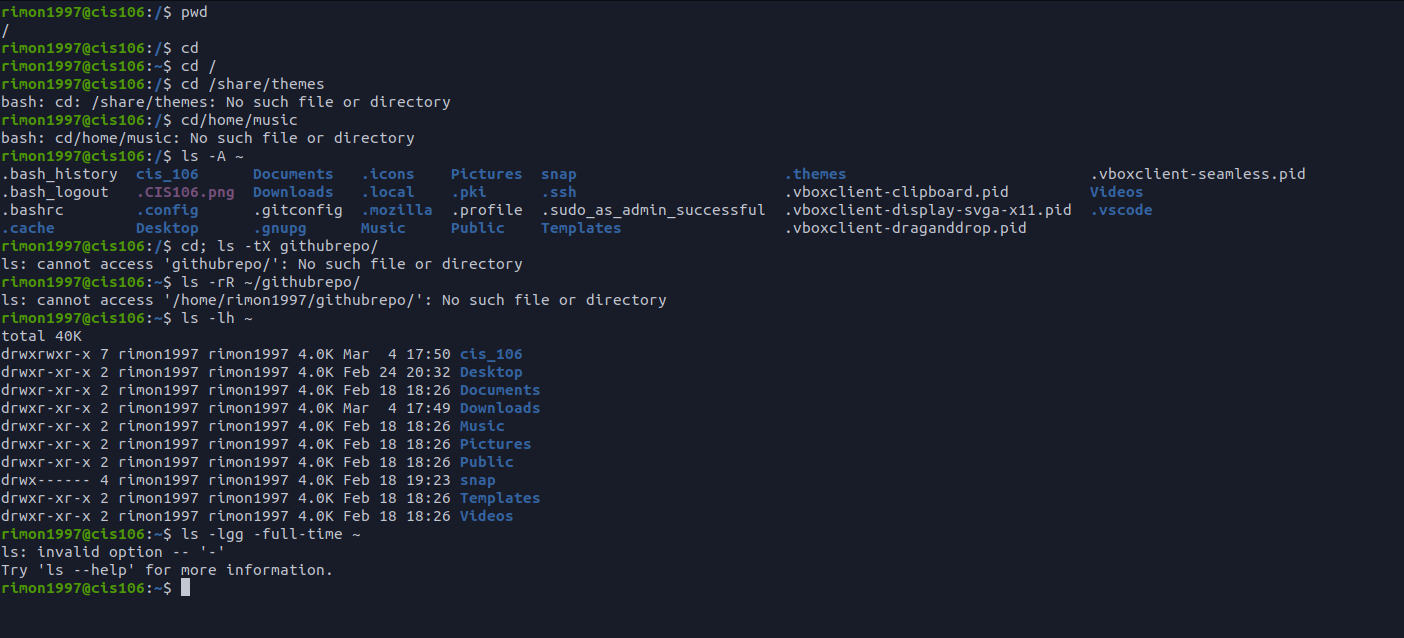 rimon1997@cis106:/$ pwd
/
rimon1997@cis106:/$ cd
rimon1997@cis106:~$ cd /
rimon1997@cis106:/$ cd /share/themes
bash: cd: /share/themes: No such file or directory
rimon1997@cis106:/$ cd/home/music
bash: cd/home/music: No such file or directory
rimon1997@cis106:/$ ls -A ~
.bash_history  cis_106      Documents   .icons    Pictures  snap                       .themes                           .vboxclient-seamless.pid
.bash_logout   .CIS106.png  Downloads   .local    .pki      .ssh                       .vboxclient-clipboard.pid         Videos
.bashrc        .config      .gitconfig  .mozilla  .profile  .sudo_as_admin_successful  .vboxclient-display-svga-x11.pid  .vscode
.cache         Desktop      .gnupg      Music     Public    Templates                  .vboxclient-draganddrop.pid
rimon1997@cis106:/$ cd; ls -tX githubrepo/
ls: cannot access 'githubrepo/': No such file or directory
rimon1997@cis106:~$ ls -rR ~/githubrepo/
ls: cannot access '/home/rimon1997/githubrepo/': No such file or directory
rimon1997@cis106:~$ ls -lh ~
total 40K
drwxrwxr-x 7 rimon1997 rimon1997 4.0K Mar  4 17:50 cis_106
drwxr-xr-x 2 rimon1997 rimon1997 4.0K Feb 24 20:32 Desktop
drwxr-xr-x 2 rimon1997 rimon1997 4.0K Feb 18 18:26 Documents
drwxr-xr-x 2 rimon1997 rimon1997 4.0K Mar  4 17:49 Downloads
drwxr-xr-x 2 rimon1997 rimon1997 4.0K Feb 18 18:26 Music
drwxr-xr-x 2 rimon1997 rimon1997 4.0K Feb 18 18:26 Pictures
drwxr-xr-x 2 rimon1997 rimon1997 4.0K Feb 18 18:26 Public
drwx------ 4 rimon1997 rimon1997 4.0K Feb 18 19:23 snap
drwxr-xr-x 2 rimon1997 rimon1997 4.0K Feb 18 18:26 Templates
drwxr-xr-x 2 rimon1997 rimon1997 4.0K Feb 18 18:26 Videos
rimon1997@cis106:~$ ls -lgg -full-time ~
ls: invalid option -- '-'
Try 'ls --help' for more information.
rimon1997@cis106:~$